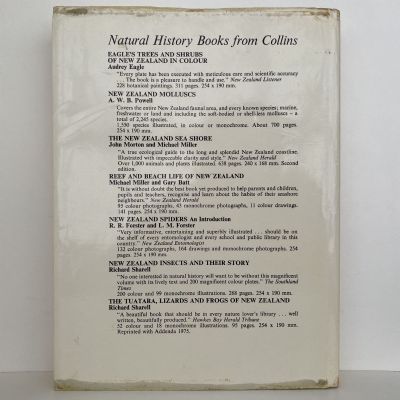 Natural History Books from Collins
EAGLE'S TREES AND SHRUBS
OF NEW ZEALAND IN COLOUR
Audrey Eagle
"Every plate has been executed with meticulous care and scientific accuracy
... The book is a pleasure to handle and use." New Zealand Listener
228 botanical paintings. 311 pages. 254 x 190 mm.
NEW ZEALAND MOLLUSCS
A. W. B. Powell
Covers the entire New Zealand faunal area, and every known species; marine,
freshwater or land and including the soft-bodied or shell-less molluscs – a
total of 2,245 species.
1,550 species illustrated, in colour or monochrome. About 700 pages.
254 x 190 mm.
THE NEW ZEALAND SEA SHORE
John Morton and Michael Miller
"A true ecological guide to the long and splendid New Zealand coastline.
Illustrated with impeccable clarity and style." New Zealand Herald
Over 1,000 animals and plants illustrated. 638 pages. 240 x 168 mm. Second
edition.
REEF AND BEACH LIFE OF NEW ZEALAND
Michael Miller and Gary Batt
"It is without doubt the best book yet produced to help parents and children,
pupils and teachers, recognise and learn about the habits of their seashore
neighbours." New Zealand Herald
95 colour photographs, 43 monochrome photographs, 11 colour drawings.
141 pages. 254 x 190 mm.
NEW ZEALAND SPIDERS An Introduction
R. R. Forster and L. M. Forster
"Very informative, entertaining and superbly illustrated ... should be on
the shelf of every entomologist and every school and public library in this
country." New Zealand Entomologist
132 colour photographs, 164 drawings and monochrome photographs. 254
pages. 254 x 190 mm.
NEW ZEALAND INSECTS AND THEIR STORY
Richard Sharell
"No one interested in natural history will want to be without this magnificent
volume with its lively text and 200 magnificent colour plates." The Southland
Times
200 colour and 99 monochrome illustrations. 268 pages. 254 x 190 mm.
THE TUATARA, LIZARDS AND FROGS OF NEW ZEALAND
Richard Sharell
"A beautiful book that should be in every nature lover's library ... well
written, beautifully produced." Hawkes Bay Herald Tribune
52 colour and 18 monochrome illustrations. 95 pages. 254 x 190 mm.
Reprinted with Addenda 1975.